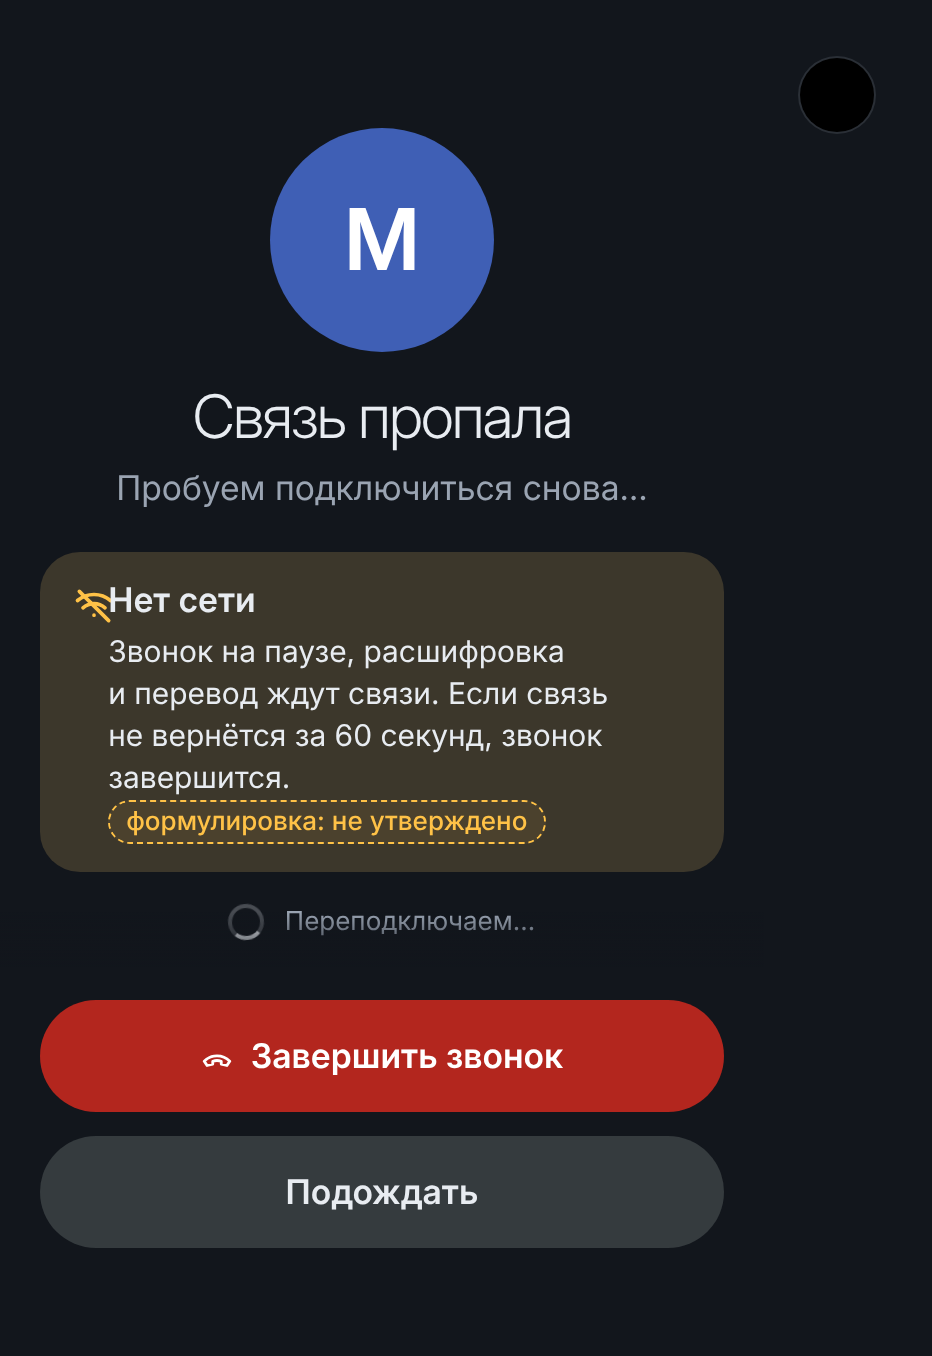 M
Связь пропала
Пробуем подключиться снова...
Нет сети
Звонок на паузе, расшифровка
и перевод ждут связи. Если связь
не вернётся за 60 секунд, звонок
завершится.
формулировка: не утверждено
Переподключаем...
Завершить звонок
Подождать